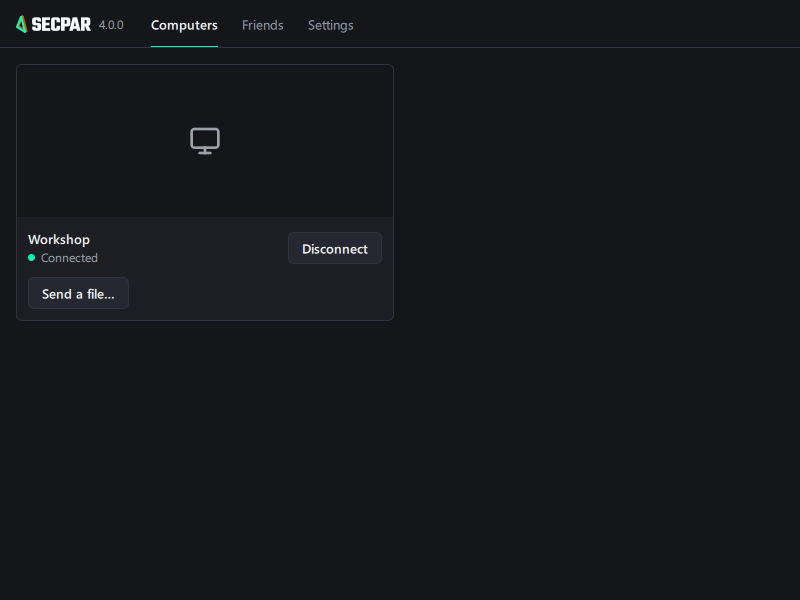 SECPAR 4.0.0 Computers Friends Settings
Workshop
Connected
Disconnect
Send a file...